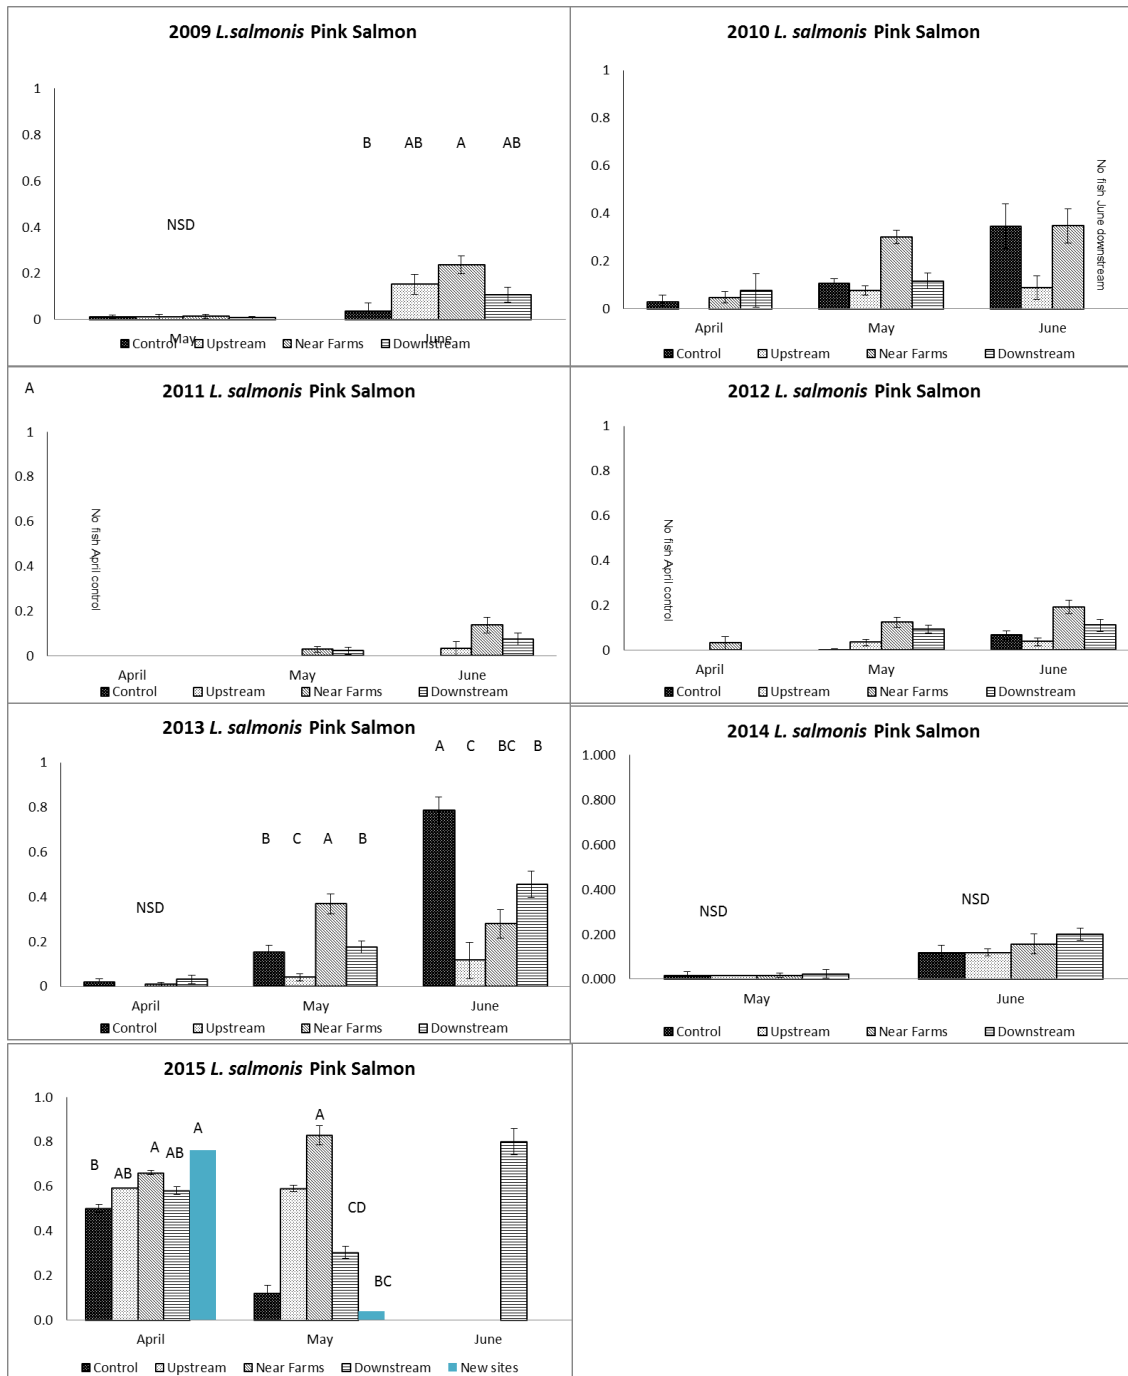 2009 L.salmonis Pink Salmon
1
0.8
0.6
0.4
0.2
0
B AB A AB
NSD
May June
Control Upstream Near Farms Downstream
2010 L. salmonis Pink Salmon
1
0.8
0.6
0.4
0.2
0
No fish June downstream
April May June
Control Upstream Near Farms Downstream
A
2011 L. salmonis Pink Salmon
1
0.8
0.6
0.4
0.2
0
No fish April control
April May June
Control Upstream Near Farms Downstream
2012 L. salmonis Pink Salmon
1
0.8
0.6
0.4
0.2
0
No fish April control
April May June
Control Upstream Near Farms Downstream
2013 L. salmonis Pink Salmon
1
0.8
0.6
0.4
0.2
0
A C BC B
B C A B
NSD
April May June
Control Upstream Near Farms Downstream
2014 L. salmonis Pink Salmon
1.000
0.800
0.600
0.400
0.200
0.000
NSD NSD
May June
Control Upstream Near Farms Downstream
2015 L. salmonis Pink Salmon
1.0
0.8
0.6
0.4
0.2
0.0
B AB A AB A
A CD BC
April May June
Control Upstream Near Farms Downstream New sites